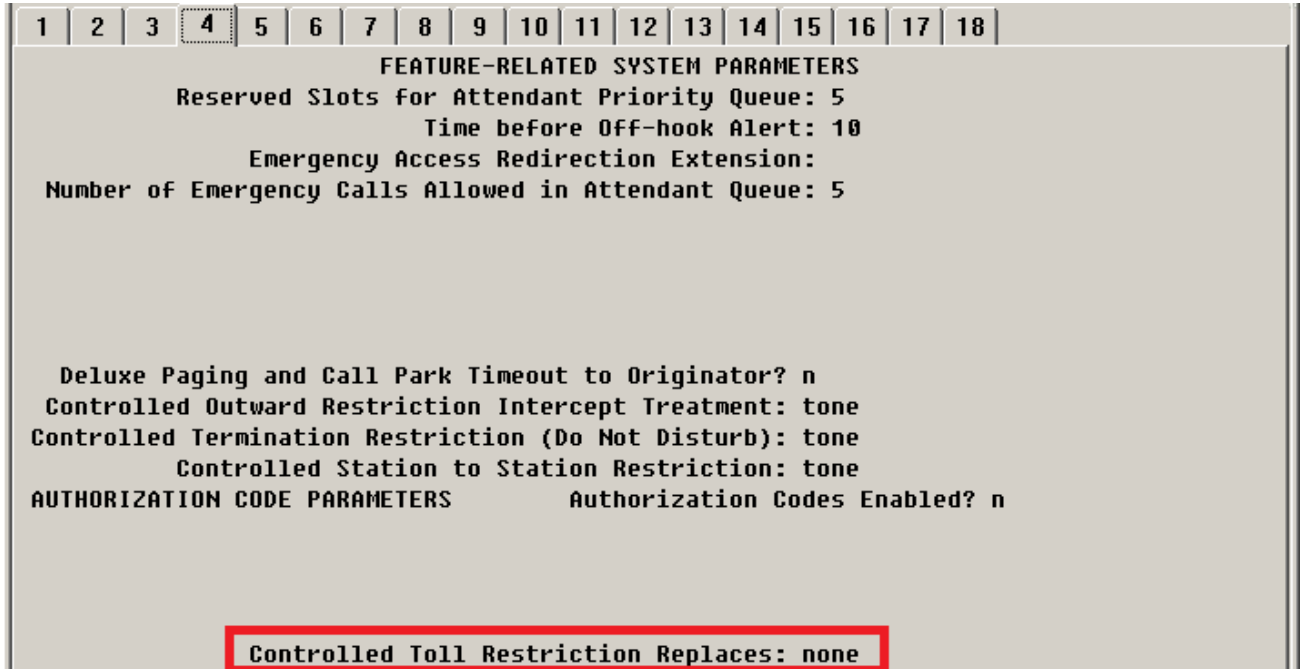 1 2 3 4 5 6 7 8 9 10 11 12 13 14 15 16 17 18
FEATURE-RELATED SYSTEM PARAMETERS
Reserved Slots for Attendant Priority Queue: 5
Time before Off-hook Alert: 10
Emergency Access Redirection Extension:
Number of Emergency Calls Allowed in Attendant Queue: 5
Deluxe Paging and Call Park Timeout to Originator? n
Controlled Outward Restriction Intercept Treatment: tone
Controlled Termination Restriction (Do Not Disturb): tone
Controlled Station to Station Restriction: tone
AUTHORIZATION CODE PARAMETERS Authorization Codes Enabled? n
Controlled Toll Restriction Replaces: none